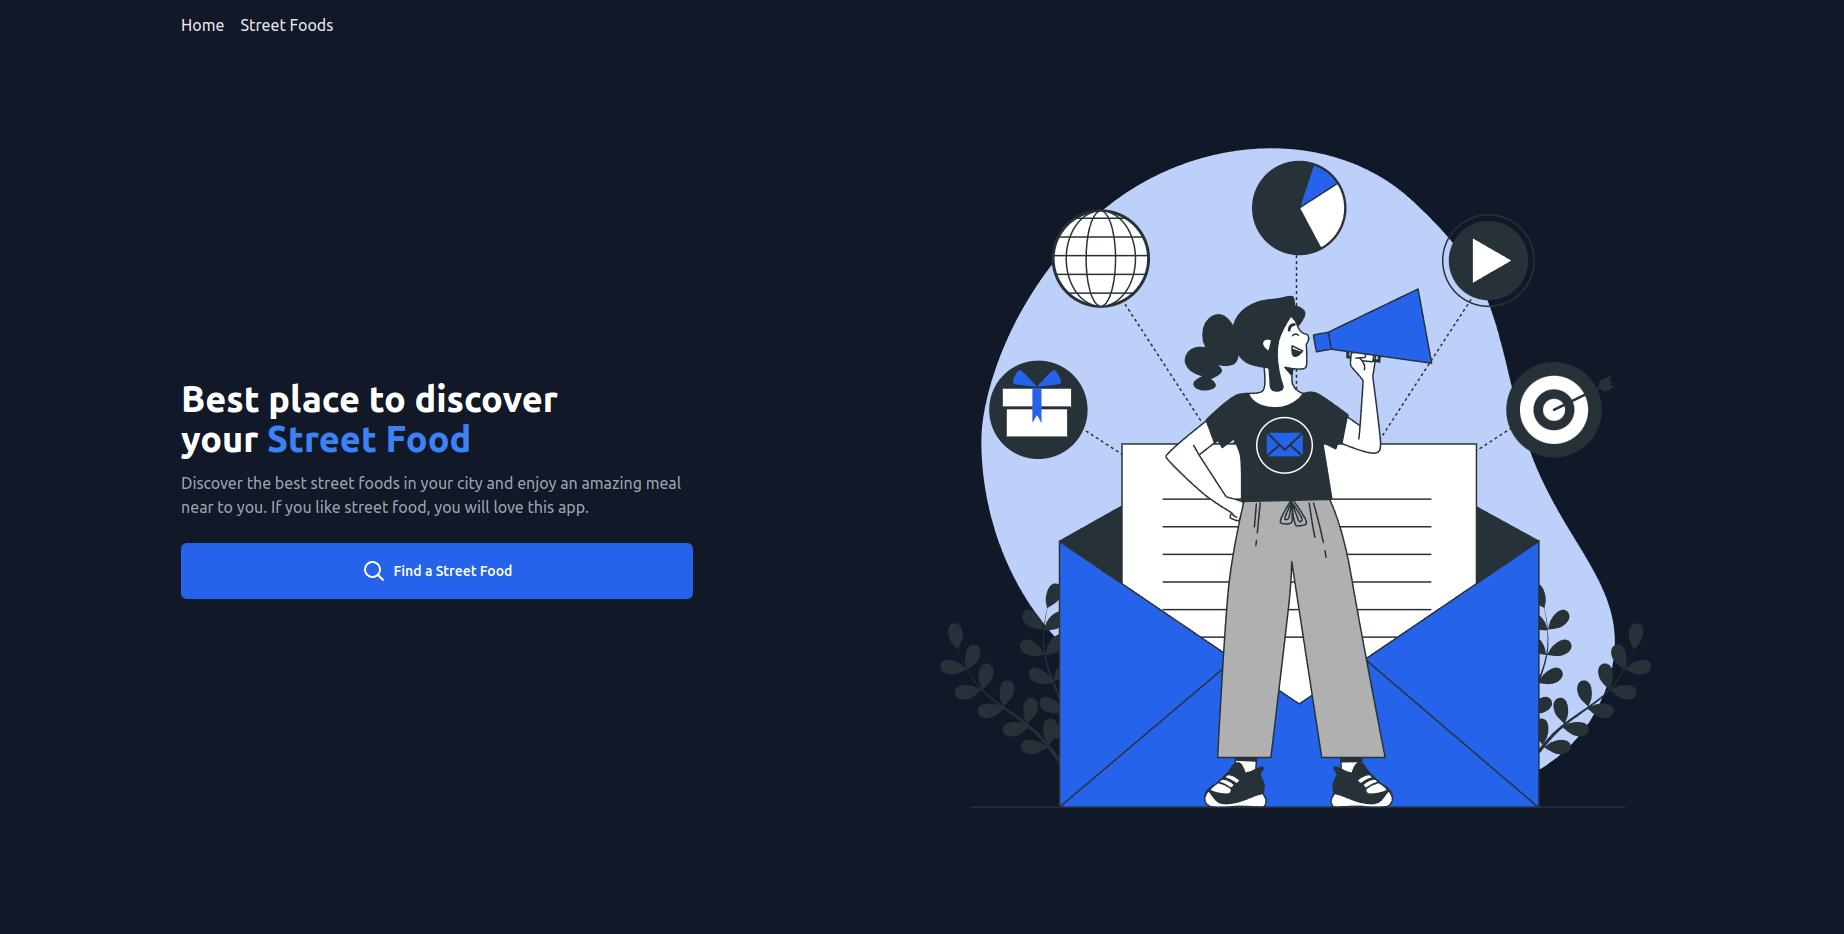 Home Street Foods
Best place to discover
your Street Food
Discover the best street foods in your city and enjoy an amazing meal
near to you. If you like street food, you will love this app.
Find a Street Food